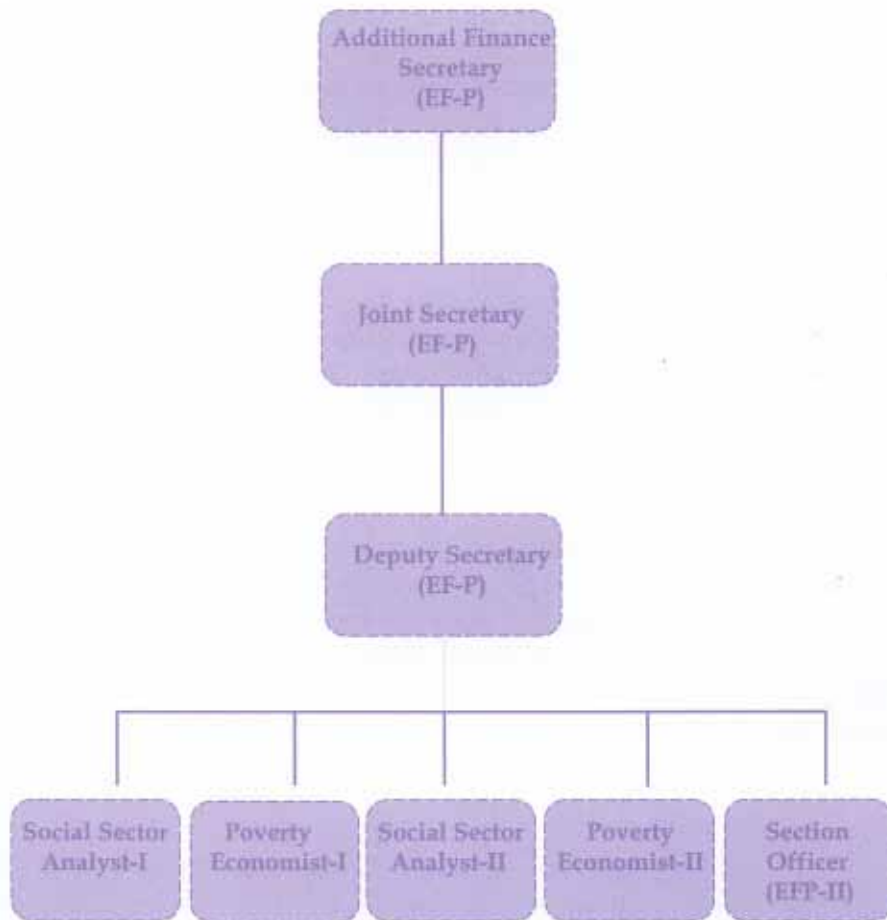 Additional Finance
Secretary
(EF-P)
Joint Secretary
(EF-P)
Deputy Secretary
(EF-P)
Social Sector
Analyst-I
Poverty
Economist-I
Social Sector
Analyst-II
Poverty
Economist-II
Section
Officer
(EFP-II)